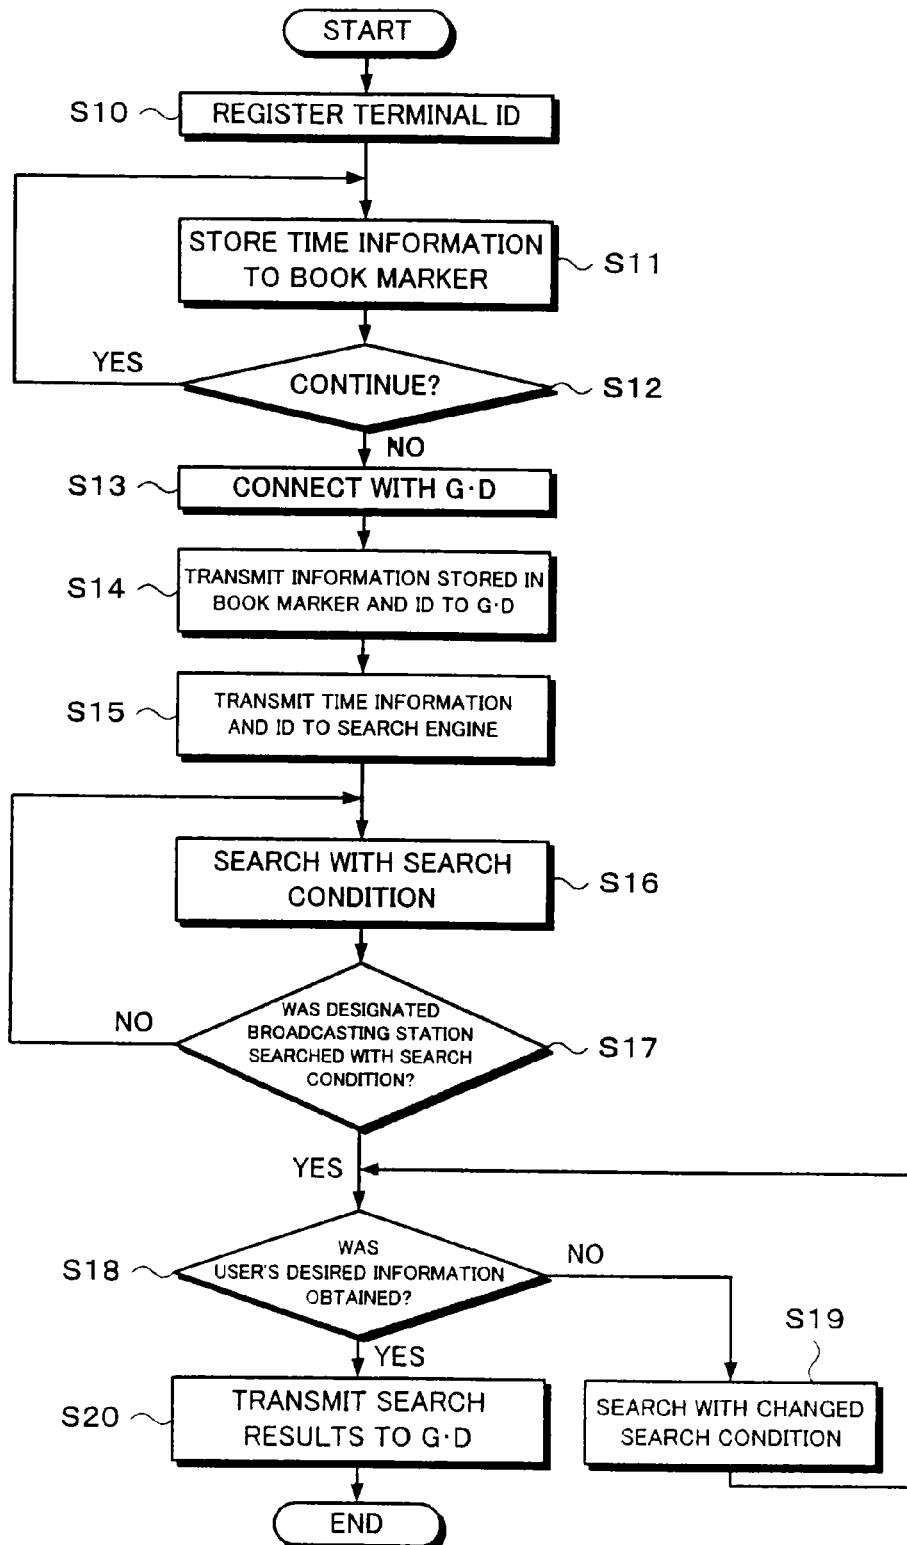 START
S10
REGISTER TERMINAL ID
STORE TIME INFORMATION
TO BOOK MARKER
S11
YES
CONTINUE?
S12
NO
S13
CONNECT WITH G·D
S14
TRANSMIT INFORMATION STORED IN
BOOK MARKER AND ID TO G·D
S15
TRANSMIT TIME INFORMATION
AND ID TO SEARCH ENGINE
SEARCH WITH SEARCH
CONDITION
S16
NO
WAS DESIGNATED
BROADCASTING STATION
SEARCHED WITH SEARCH
CONDITION?
S17
YES
S18
WAS
USER'S DESIRED INFORMATION
OBTAINED?
NO
YES
S19
SEARCH WITH CHANGED
SEARCH CONDITION
S20
TRANSMIT SEARCH
RESULTS TO G·D
END